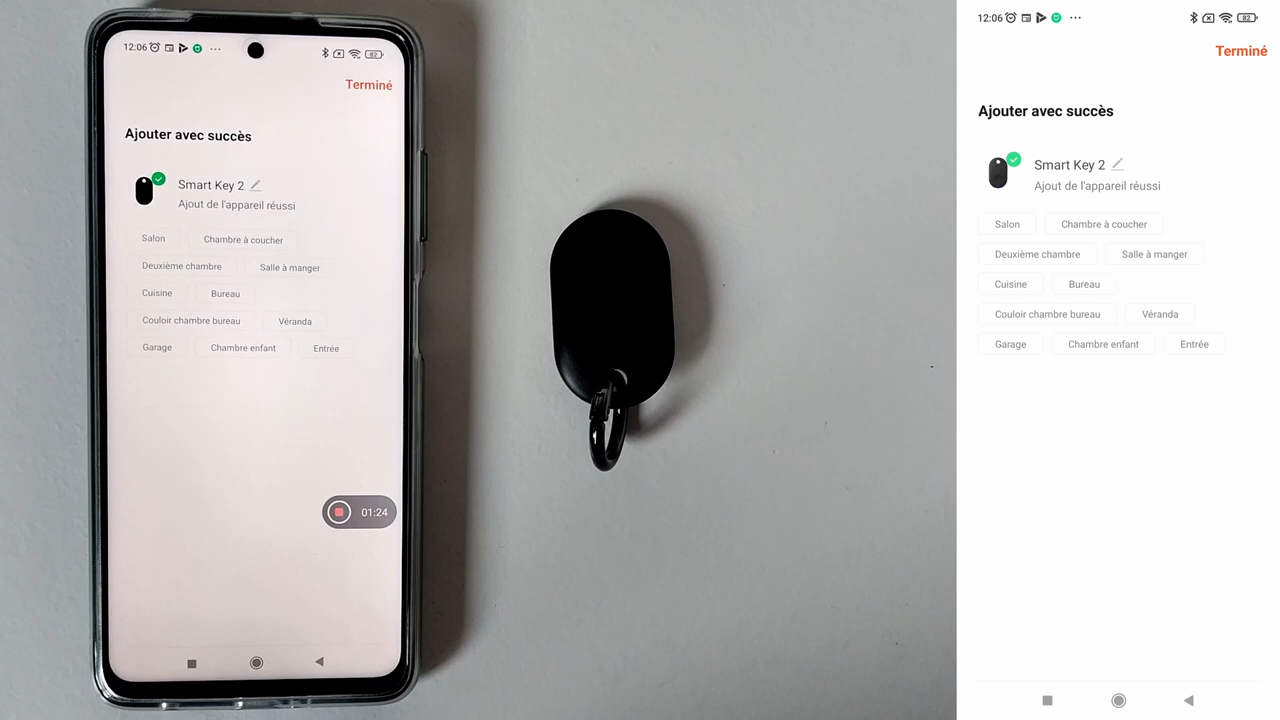 12:06 ... 82
Terminé
Ajouter avec succès
Smart Key 2
Ajout de l'appareil réussi
Salon Chambre à coucher
Deuxième chambre Salle à manger
Cuisine Bureau
Couloir chambre bureau Véranda
Garage Chambre enfant Entrée
01:24
12:06 ... 82
Terminé
Ajouter avec succès
Smart Key 2
Ajout de l'appareil réussi
Salon Chambre à coucher
Deuxième chambre Salle à manger
Cuisine Bureau
Couloir chambre bureau Véranda
Garage Chambre enfant Entrée